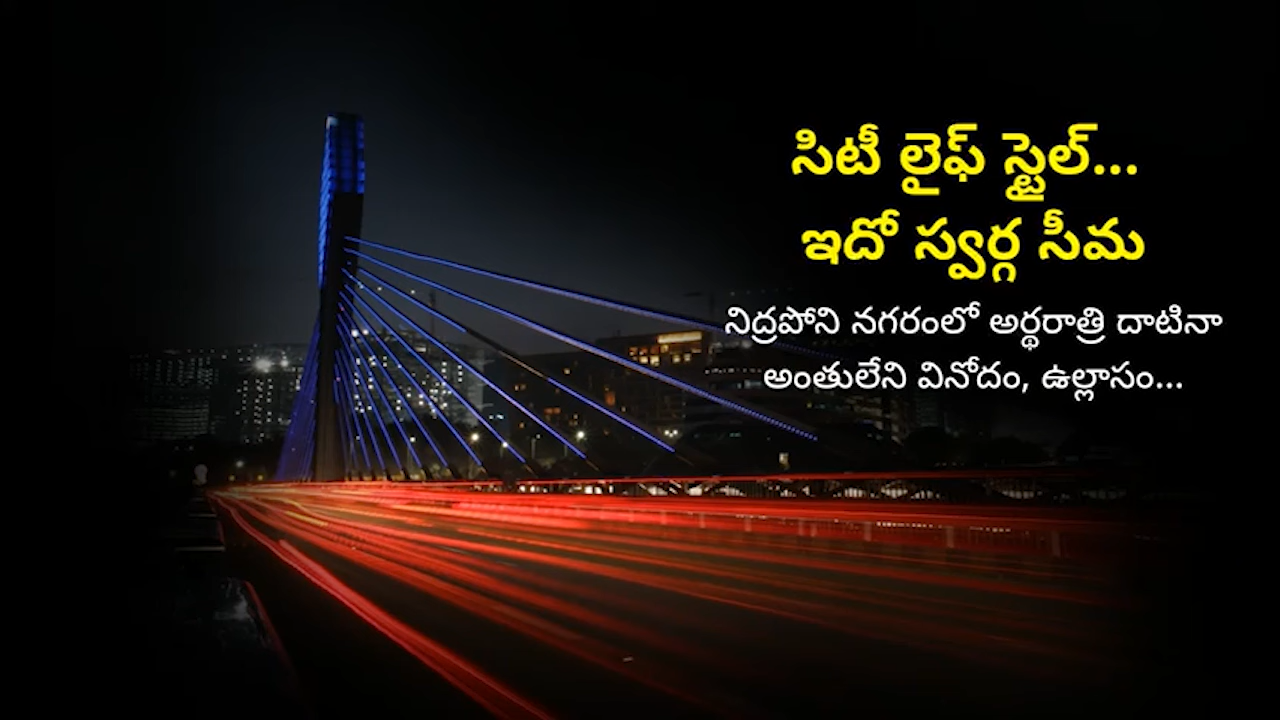 సిటీ లైఫ్ స్టైల్...
ఇదో స్వర్గ సీమ
నిద్రపోని నగరంలో అర్థరాత్రి దాటినా
అంతులేని వినోదం, ఉల్లాసం...